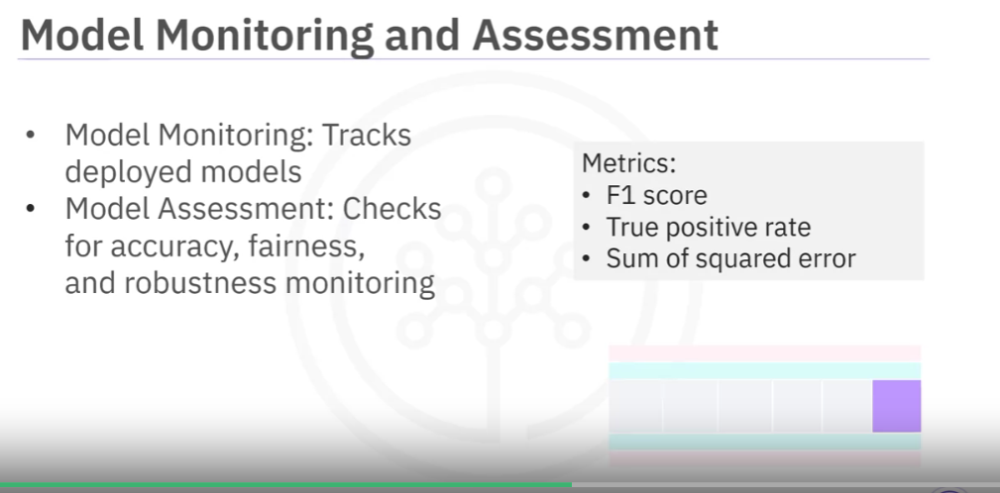 Model Monitoring and Assessment
• Model Monitoring: Tracks
deployed models
• Model Assessment: Checks
for accuracy, fairness,
and robustness monitoring
Metrics:
• F1 score
• True positive rate
• Sum of squared error